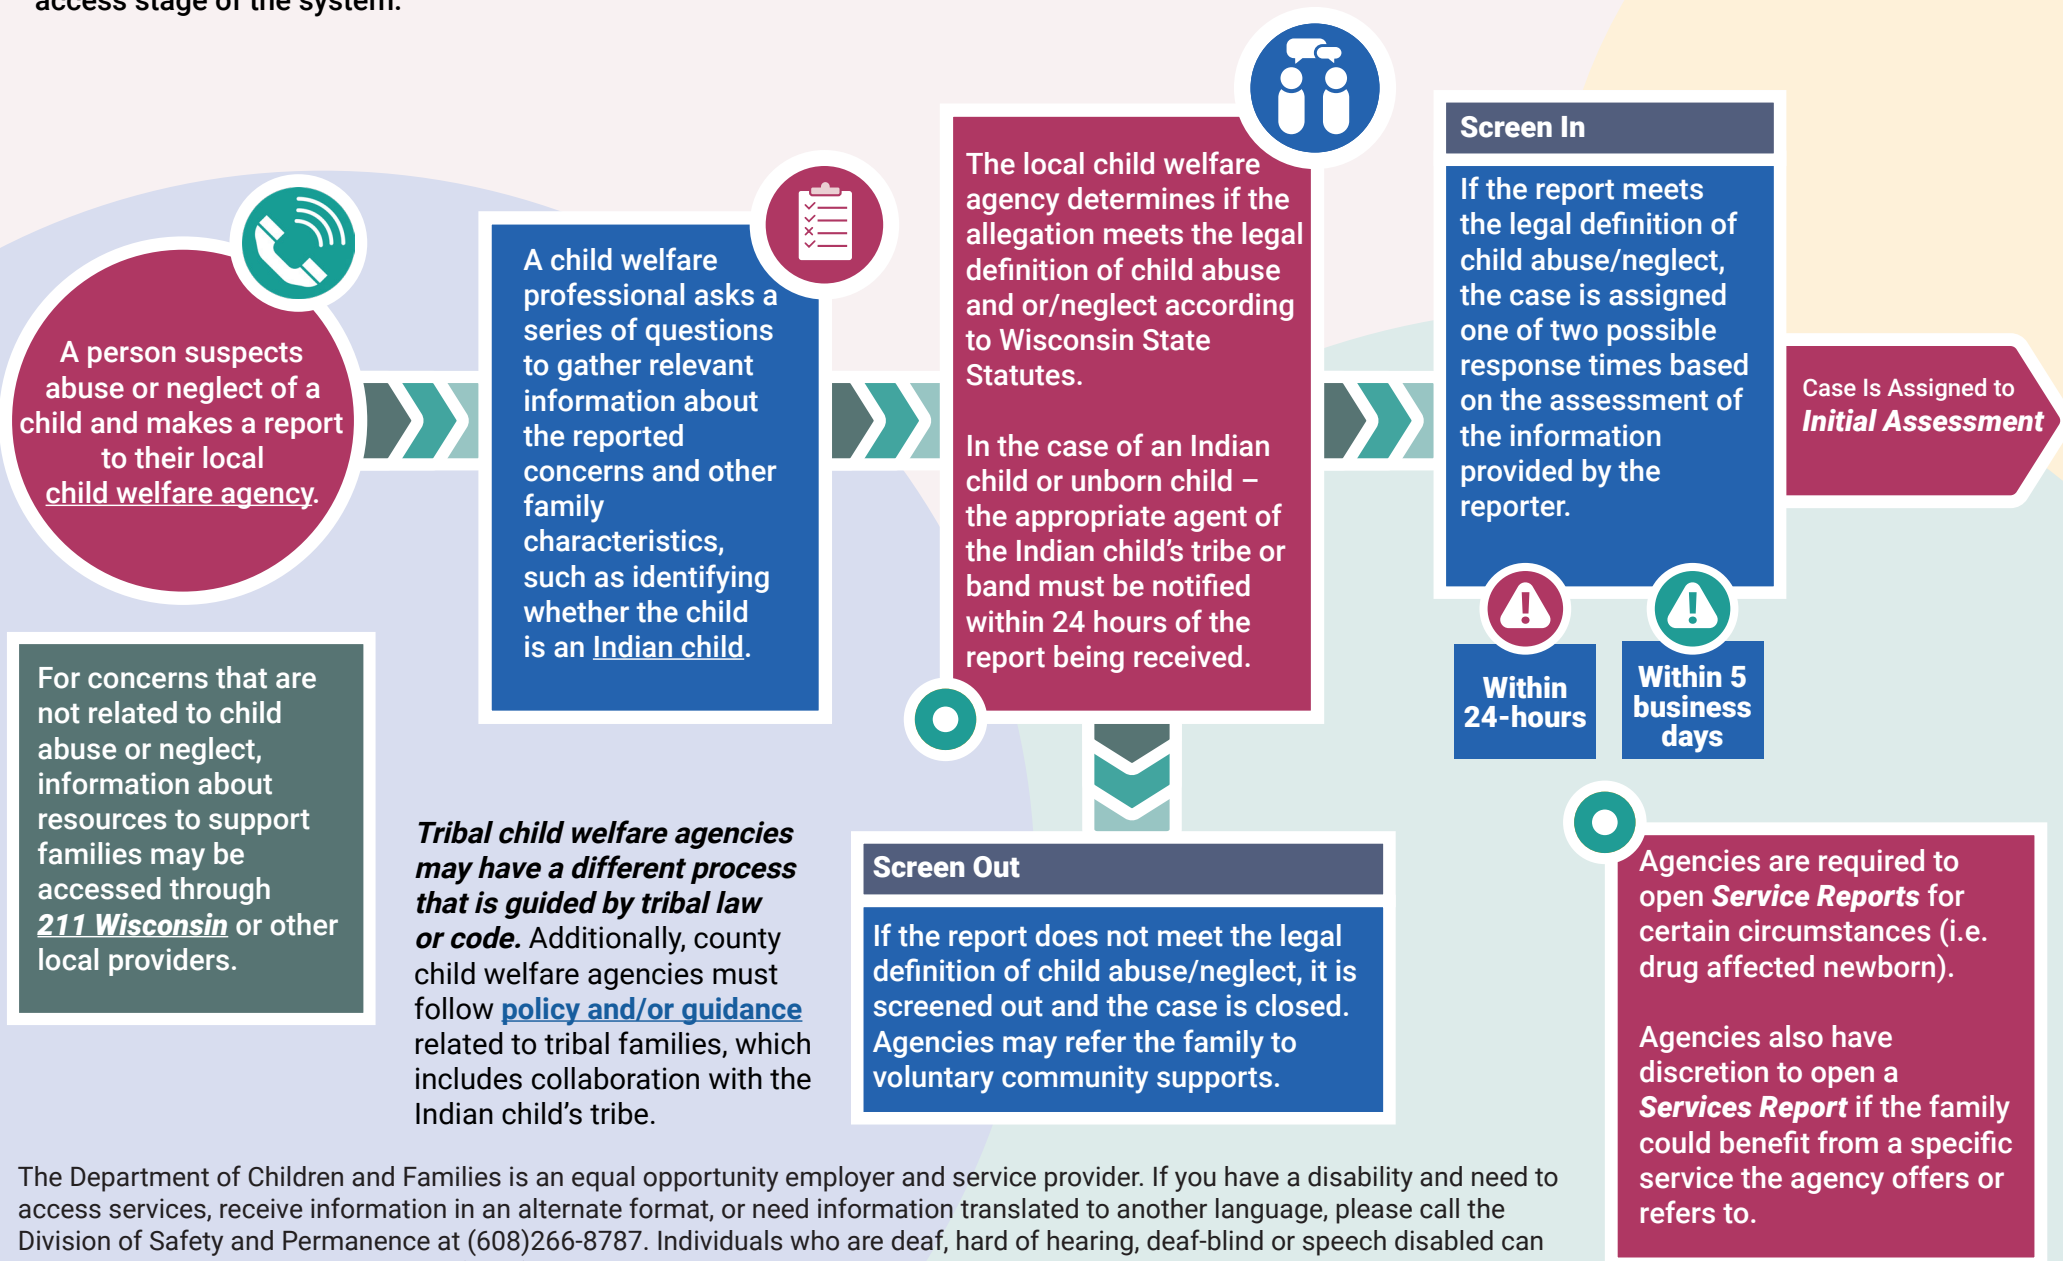 access stage of the system.
A person suspects
abuse or neglect of a
child and makes a report
to their local
child welfare agency.
For concerns that are
not related to child
abuse or neglect,
information about
resources to support
families may be
accessed through
211 Wisconsin or other
local providers.
A child welfare
professional asks a
series of questions
to gather relevant
information about
the reported
concerns and other
family
characteristics,
such as identifying
whether the child
is an Indian child.
Tribal child welfare agencies
may have a different process
that is guided by tribal law
or code. Additionally, county
child welfare agencies must
follow policy and/or guidance
related to tribal families, which
includes collaboration with the
Indian child's tribe.
The local child welfare
agency determines if the
allegation meets the legal
definition of child abuse
and or/neglect according
to Wisconsin State
Statutes.
In the case of an Indian
child or unborn child –
the appropriate agent of
the Indian child's tribe or
band must be notified
within 24 hours of the
report being received.
Screen Out
If the report does not meet the legal
definition of child abuse/neglect, it is
screened out and the case is closed.
Agencies may refer the family to
voluntary community supports.
Screen In
If the report meets
the legal definition of
child abuse/neglect,
the case is assigned
one of two possible
response times based
on the assessment of
the information
provided by the
reporter.
Within
24-hours
Within 5
business
days
Case Is Assigned to
Initial Assessment
Agencies are required to
open Service Reports for
certain circumstances (i.e.
drug affected newborn).
Agencies also have
discretion to open a
Services Report if the family
could benefit from a specific
service the agency offers or
refers to.
The Department of Children and Families is an equal opportunity employer and service provider. If you have a disability and need to
access services, receive information in an alternate format, or need information translated to another language, please call the
Division of Safety and Permanence at (608)266-8787. Individuals who are deaf, hard of hearing, deaf-blind or speech disabled can